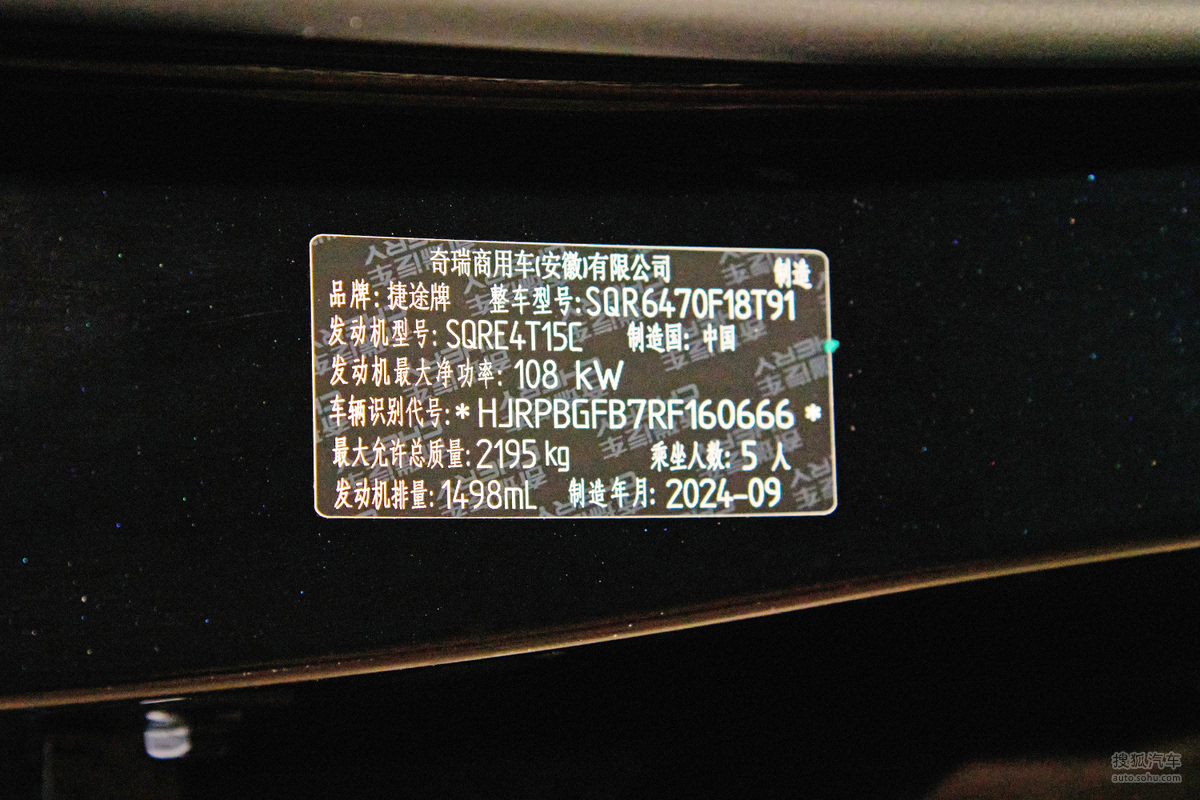 奇瑞商用车(安徽)有限公司 制造
品牌: 捷途牌 整车型号: SQR6470F18T91
发动机型号: SQRE4T15C 制造国: 中国
发动机最大净功率: 108 kW
车辆识别代号: * HJRPBGFB7RF160666 *
最大允许总质量: 2195 kg 乘坐人数: 5 人
发动机排量: 1498mL 制造年月: 2024-09
搜狐汽车
auto.sohu.com